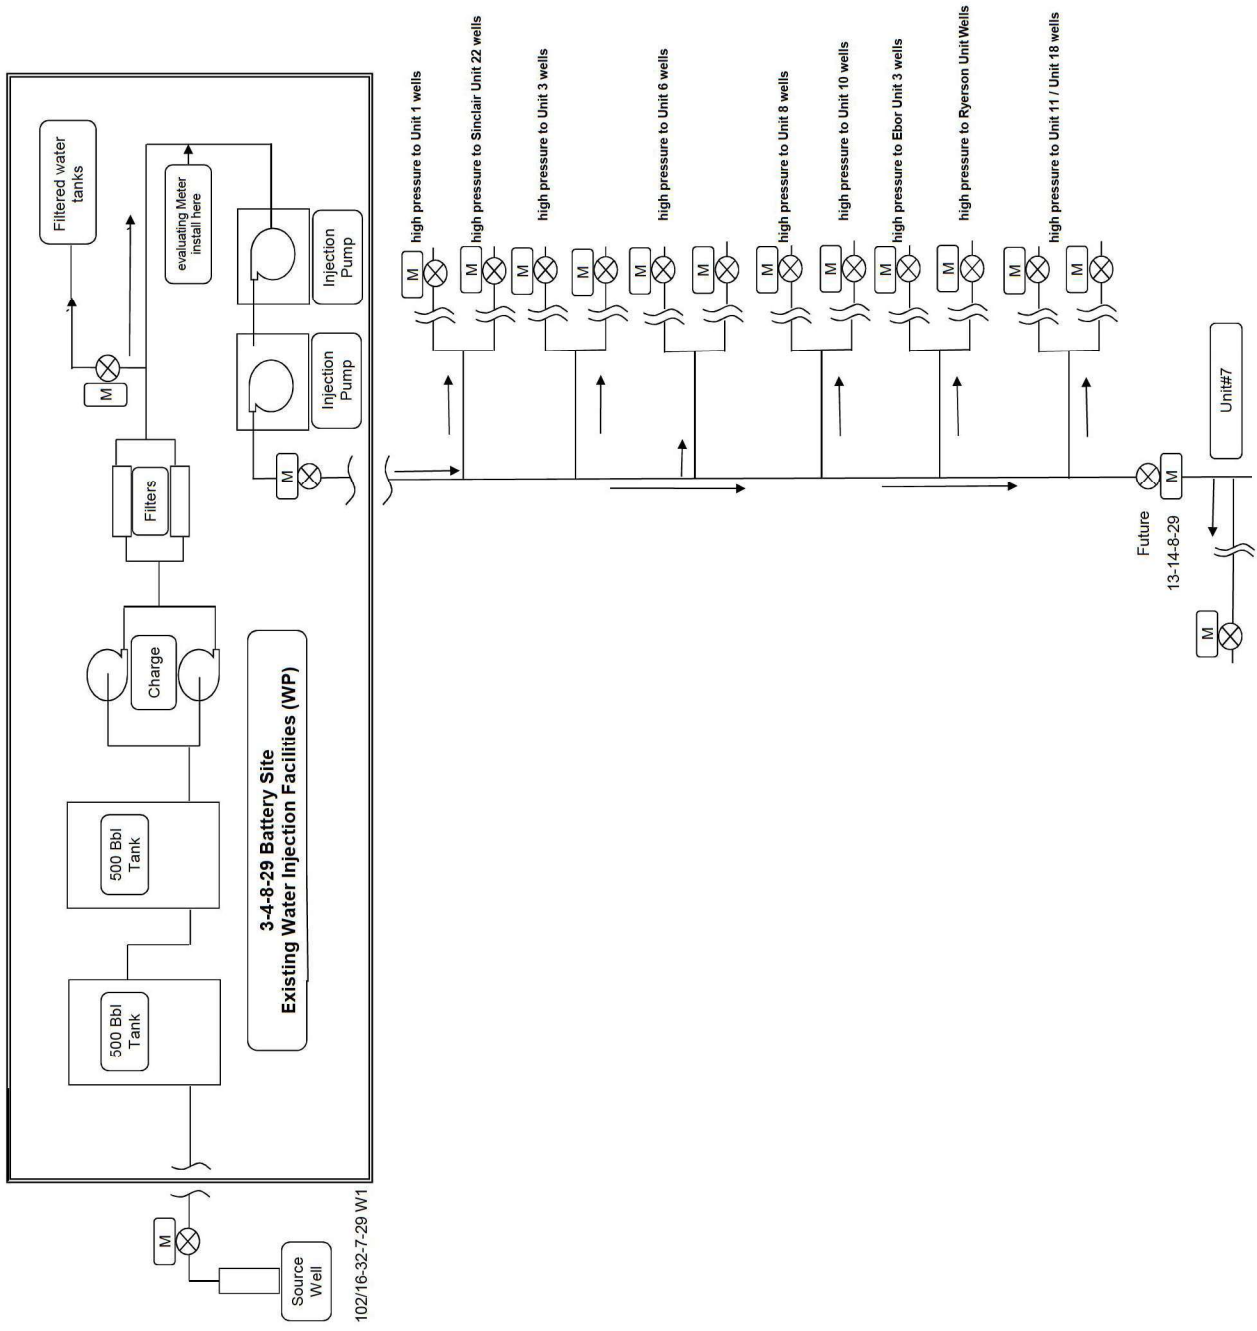 Source
Well
M
102/16-32-7-29 W1
500 Bbl
Tank
500 Bbl
Tank
Charge
Filters
M
Filtered water
tanks
evaluating Meter
install here
Injection
Pump
Injection
Pump
M
3-4-8-29 Battery Site
Existing Water Injection Facilities (WP)
M
high pressure to Unit 1 wells
M
high pressure to Sinclair Unit 22 wells
M
high pressure to Unit 3 wells
M
M
high pressure to Unit 6 wells
M
M
high pressure to Unit 8 wells
M
high pressure to Unit 10 wells
M
high pressure to Ebor Unit 3 wells
M
high pressure to Ryerson Unit Wells
M
high pressure to Unit 11 / Unit 18 wells
M
Future
13-14-8-29
M
M
Unit#7